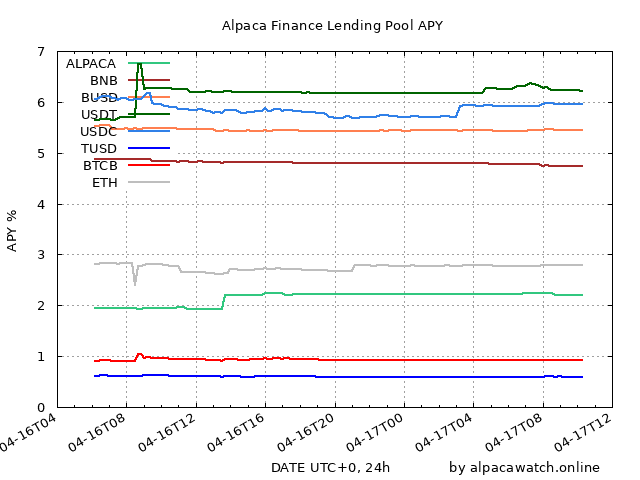 Alpaca Finance Lending Pool APY
7
6
5
4
3
2
1
0
APY %
ALPACA
BNB
BUSD
USDT
USDC
TUSD
BTCB
ETH
04-16T04
04-16T08
04-16T12
04-16T16
04-16T20
04-17T00
04-17T04
04-17T08
04-17T12
DATE UTC+0, 24h
by alpacawatch.online